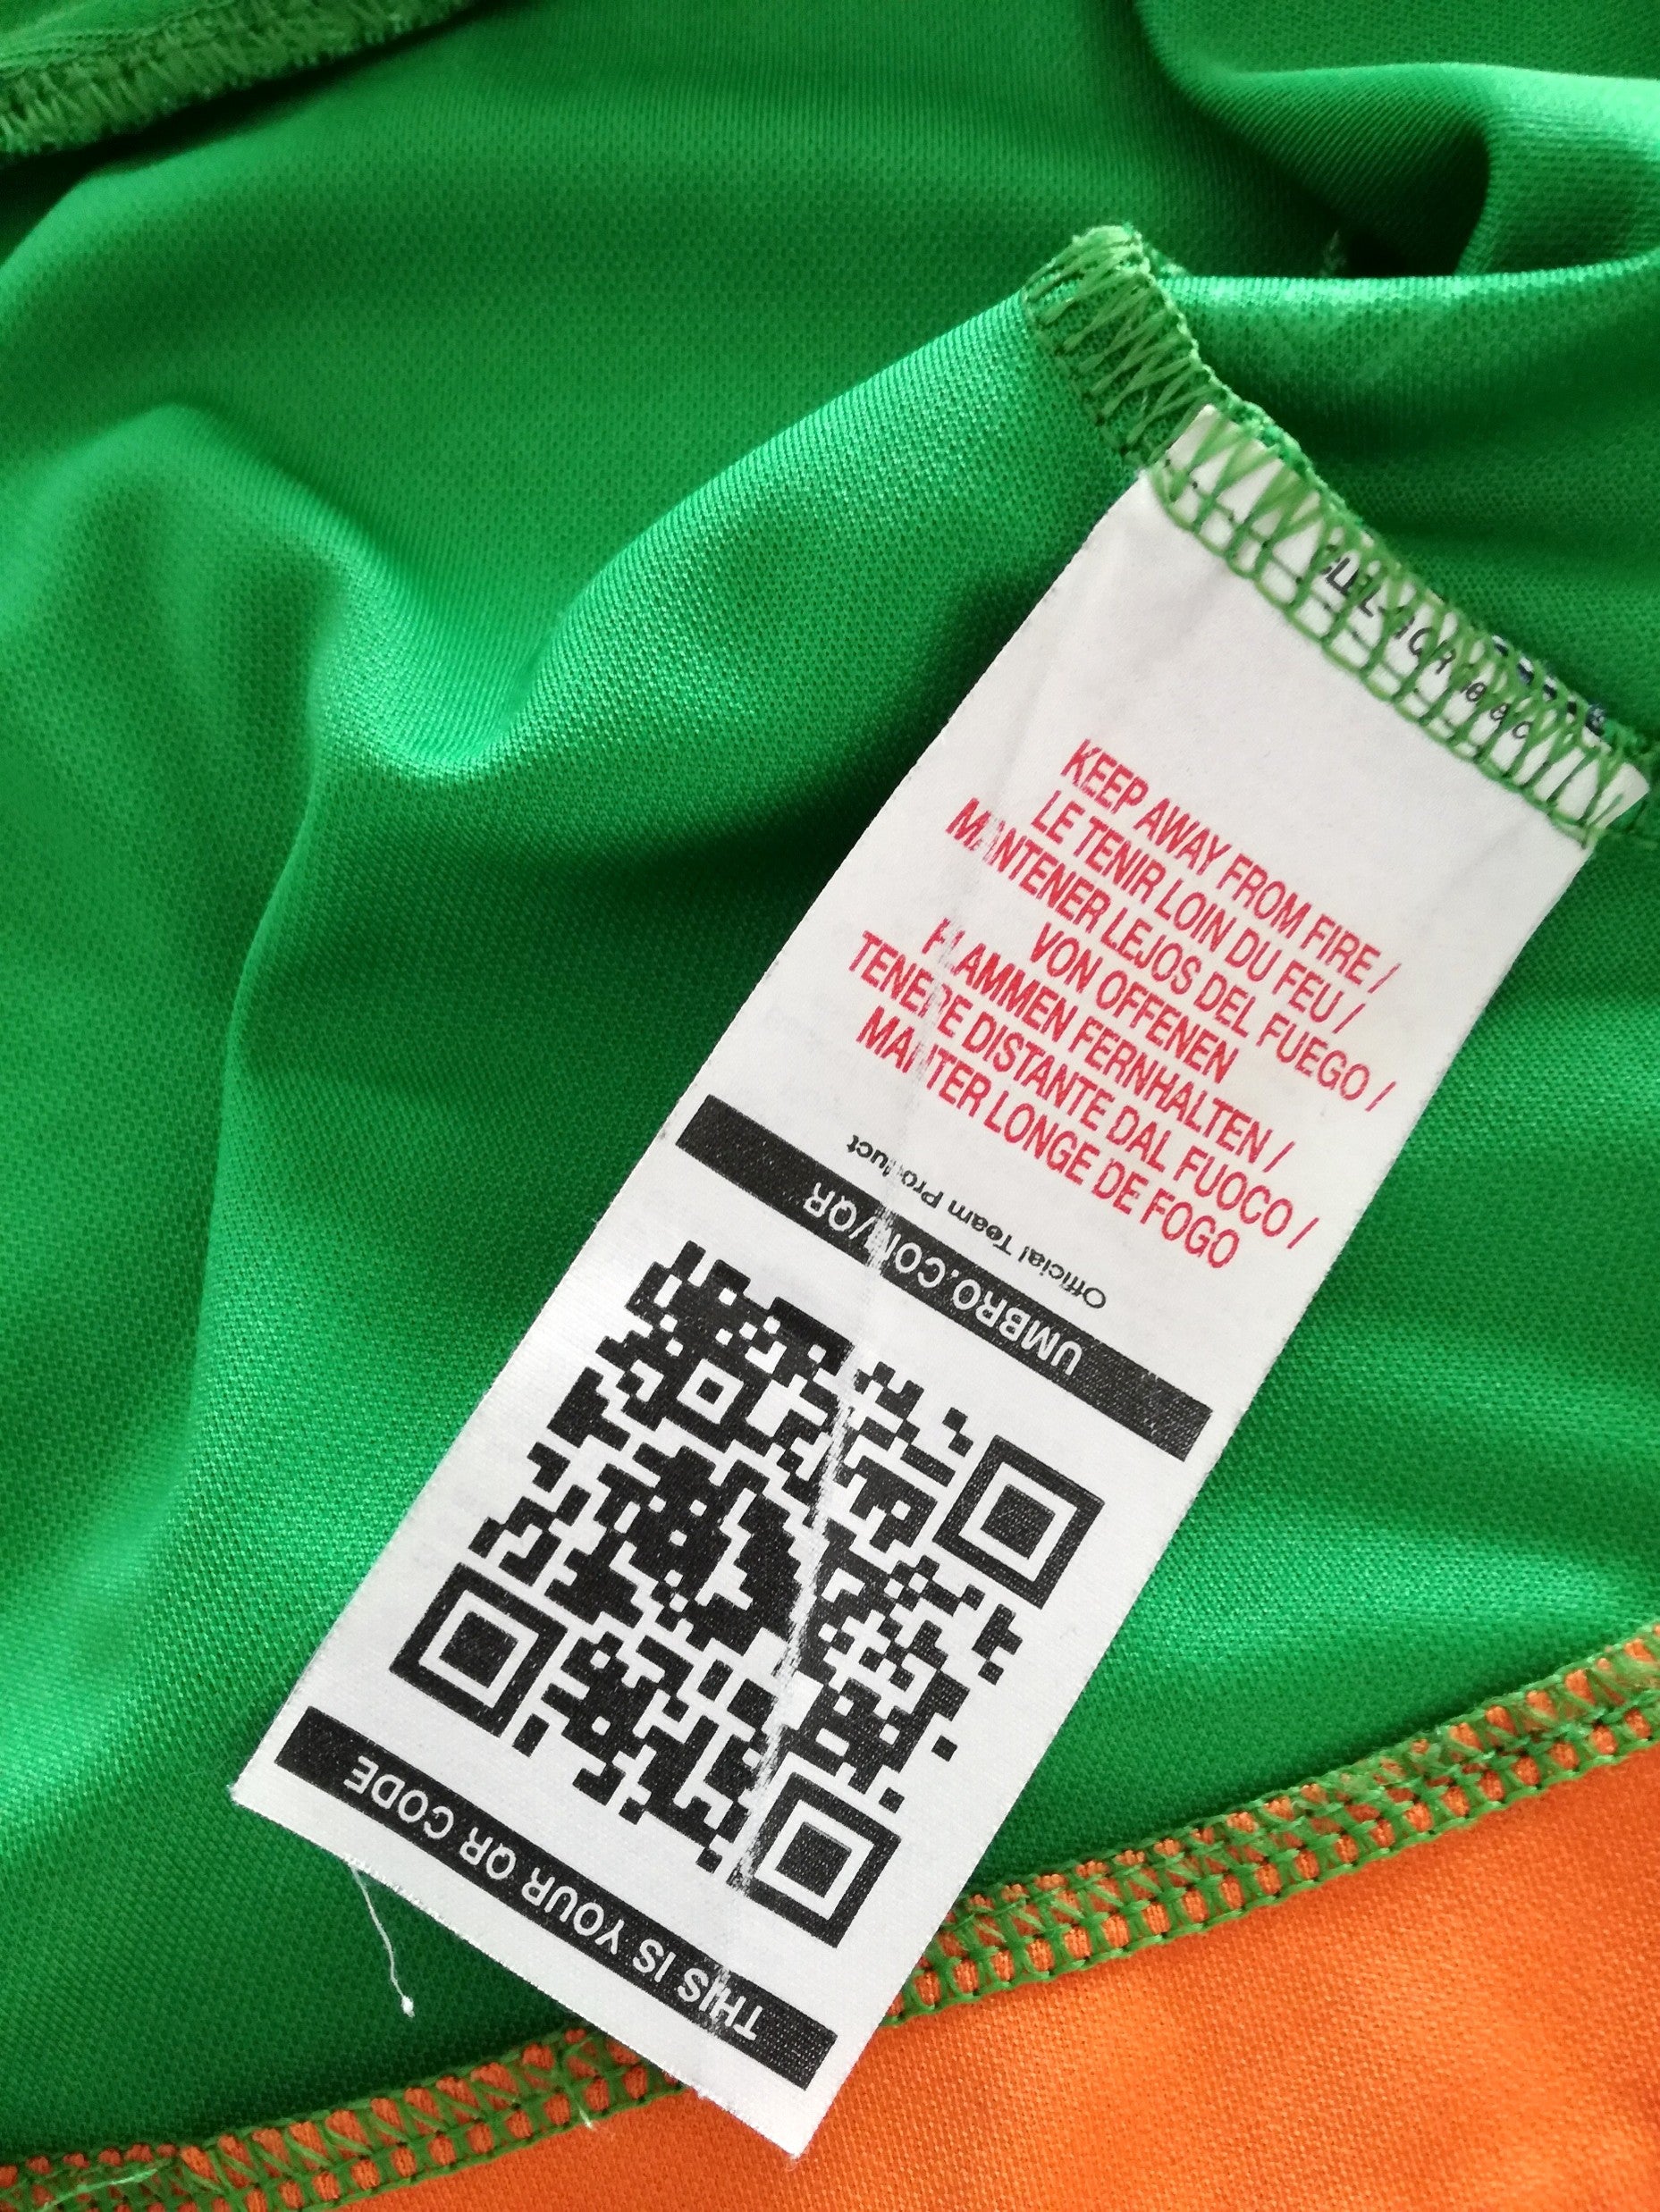 KEEP AWAY FROM FIRE /
LE TENIR LOIN DU FEU /
MANTENER LEJOS DEL FUEGO /
VON OFFENEN
FLAMMEN FERNHALTEN /
TENERE DISTANTE DAL FUOCO /
MANTER LONGE DE FOGO
Official Team Product
UMBRO.COM/QR
THIS IS YOUR QR CODE